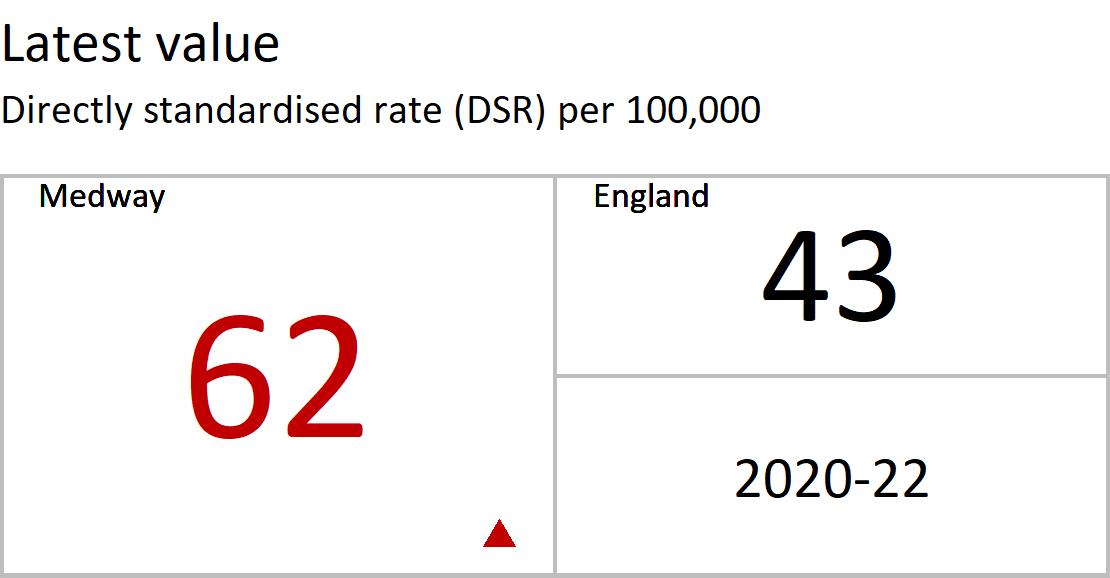 Latest value
Directly standardised rate (DSR) per 100,000
Medway
62
England
43
2020-22